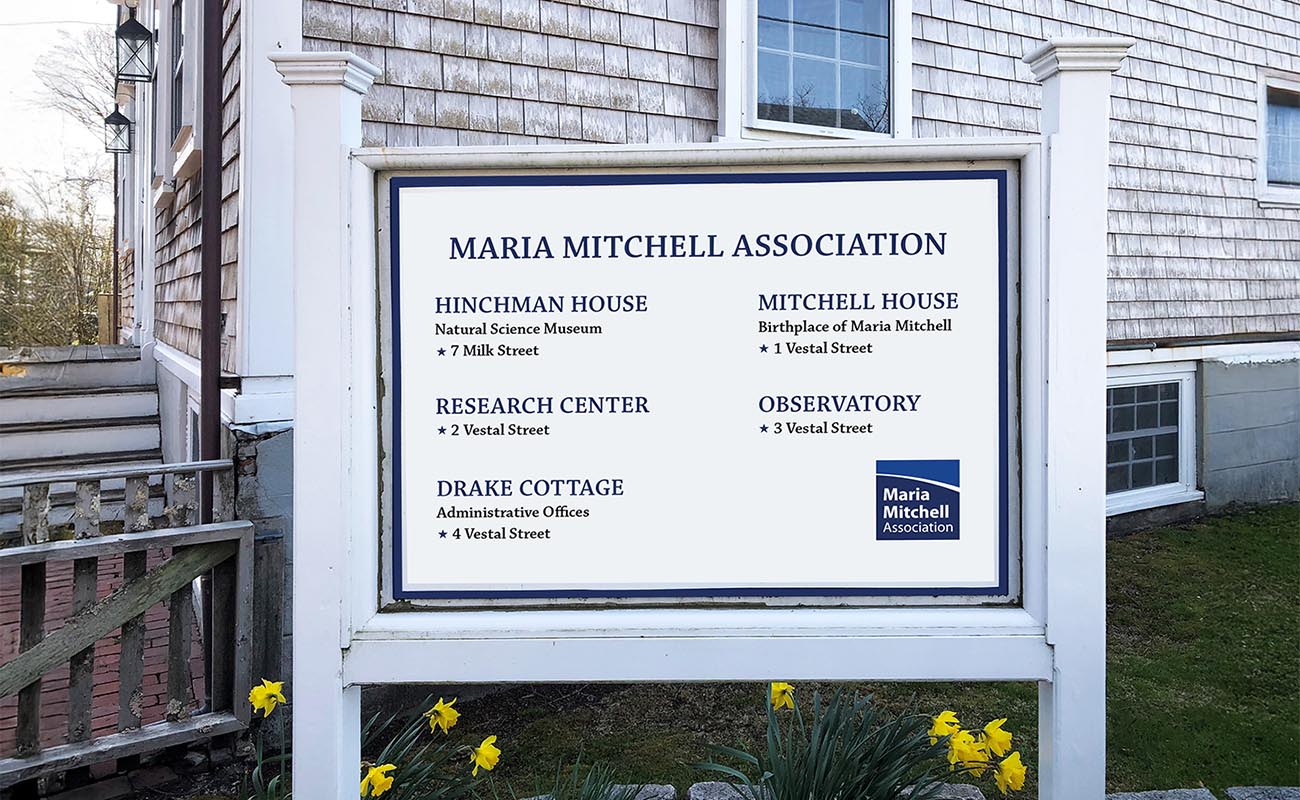 MARIA MITCHELL ASSOCIATION
HINCHMAN HOUSE
Natural Science Museum
★ 7 Milk Street
MITCHELL HOUSE
Birthplace of Maria Mitchell
★ 1 Vestal Street
RESEARCH CENTER
★ 2 Vestal Street
OBSERVATORY
★ 3 Vestal Street
DRAKE COTTAGE
Administrative Offices
★ 4 Vestal Street
Maria
Mitchell
Association